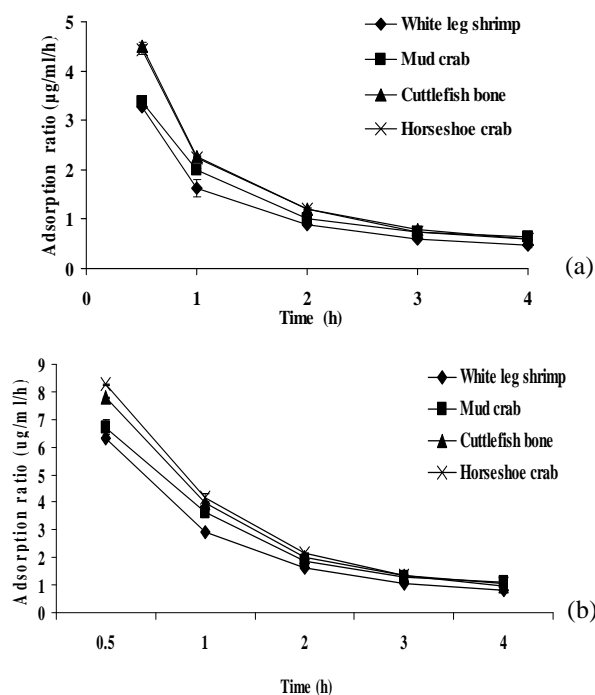 Adsorption ratio (µg/ml/h)
5
4
3
2
1
0
0 1 2 3 4
Time (h)
White leg shrimp
Mud crab
Cuttlefish bone
Horseshoe crab
(a)
Adsorption ratio (ug/ml/h)
9
8
7
6
5
4
3
2
1
0
0.5 1 2 3 4
Time (h)
White leg shrimp
Mud crab
Cuttlefish bone
Horseshoe crab
(b)